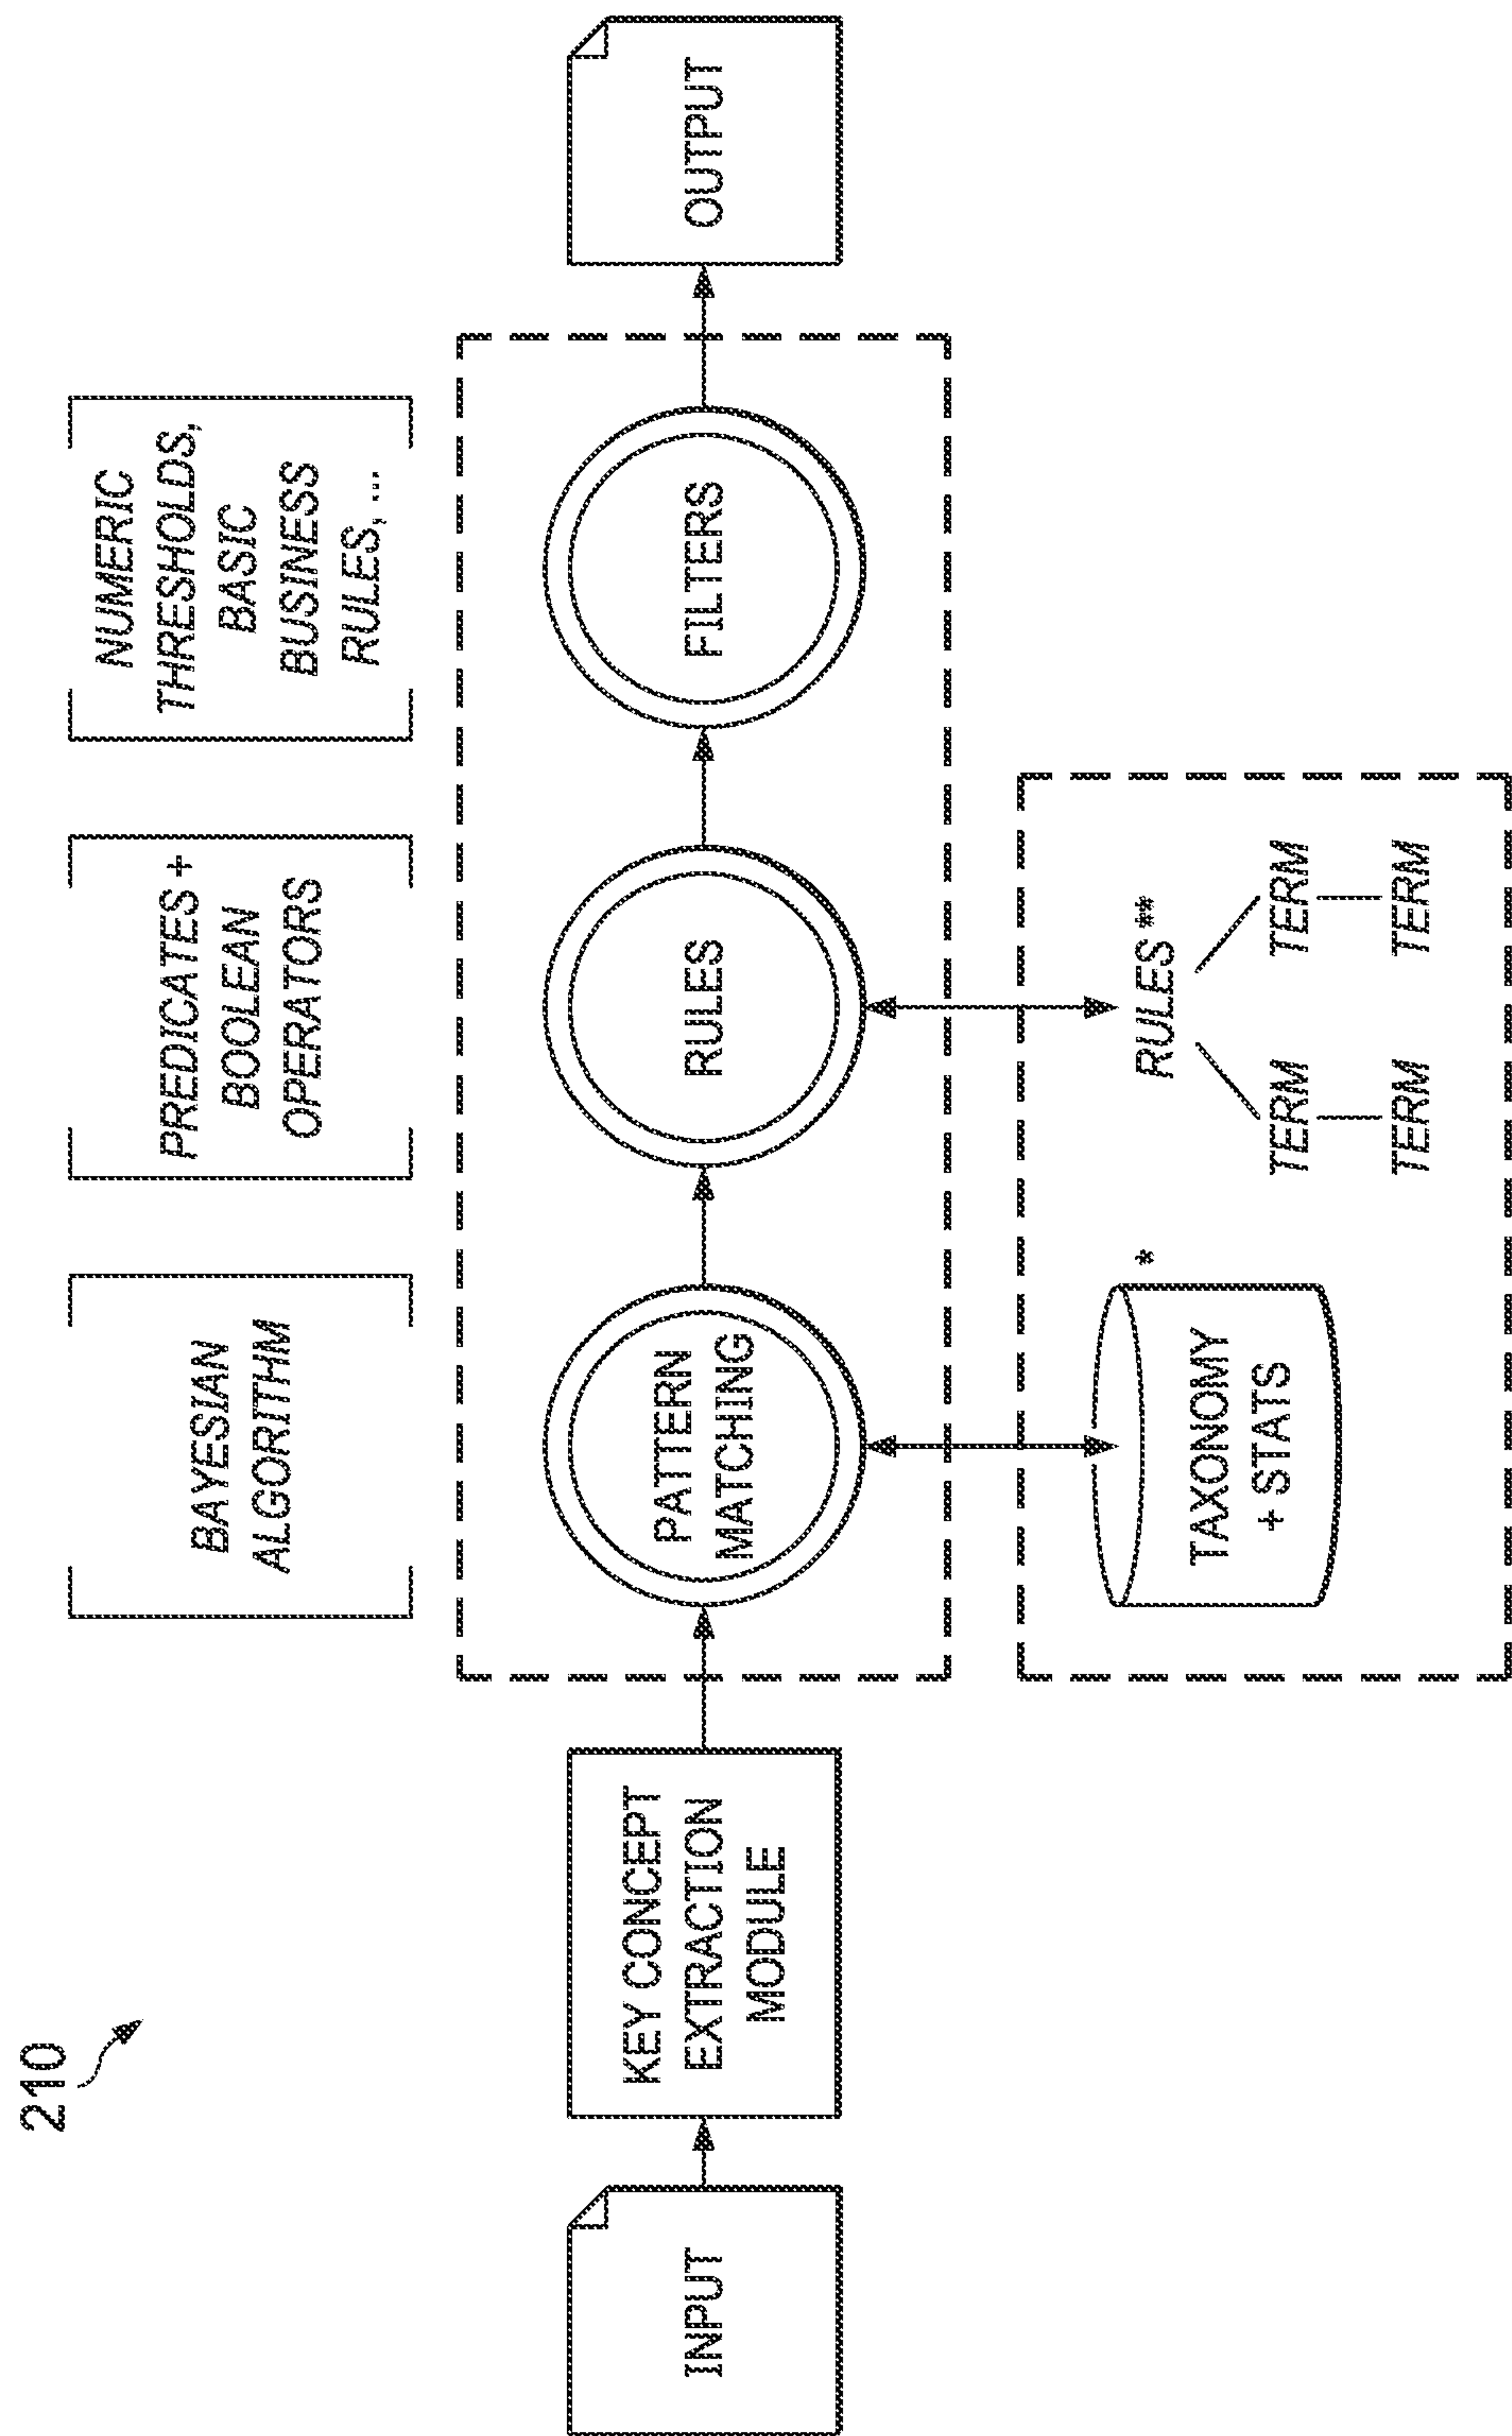 210
BAYESIAN
ALGORITHM
PREDICATES +
BOOLEAN
OPERATORS
NUMERIC
THRESHOLDS,
BASIC
BUSINESS
RULES, ...
INPUT
KEY CONCEPT
EXTRACTION
MODULE
PATTERN
MATCHING
RULES
FILTERS
OUTPUT
*
TAXONOMY
+ STATS
RULES**
TERM
TERM
TERM
TERM